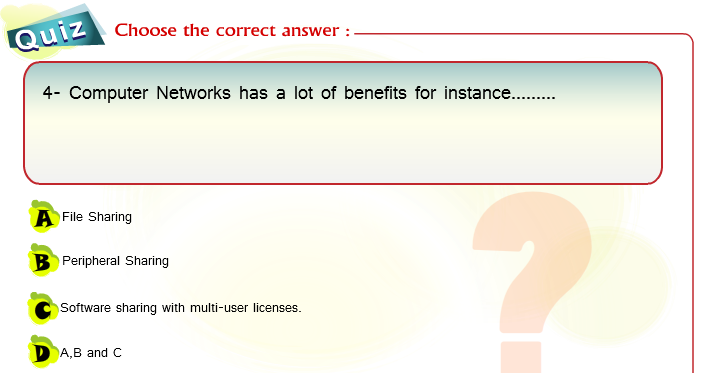 Quiz
Choose the correct answer :
4- Computer Networks has a lot of benefits for instance.........
A File Sharing
B Peripheral Sharing
C Software sharing with multi-user licenses.
D A,B and C